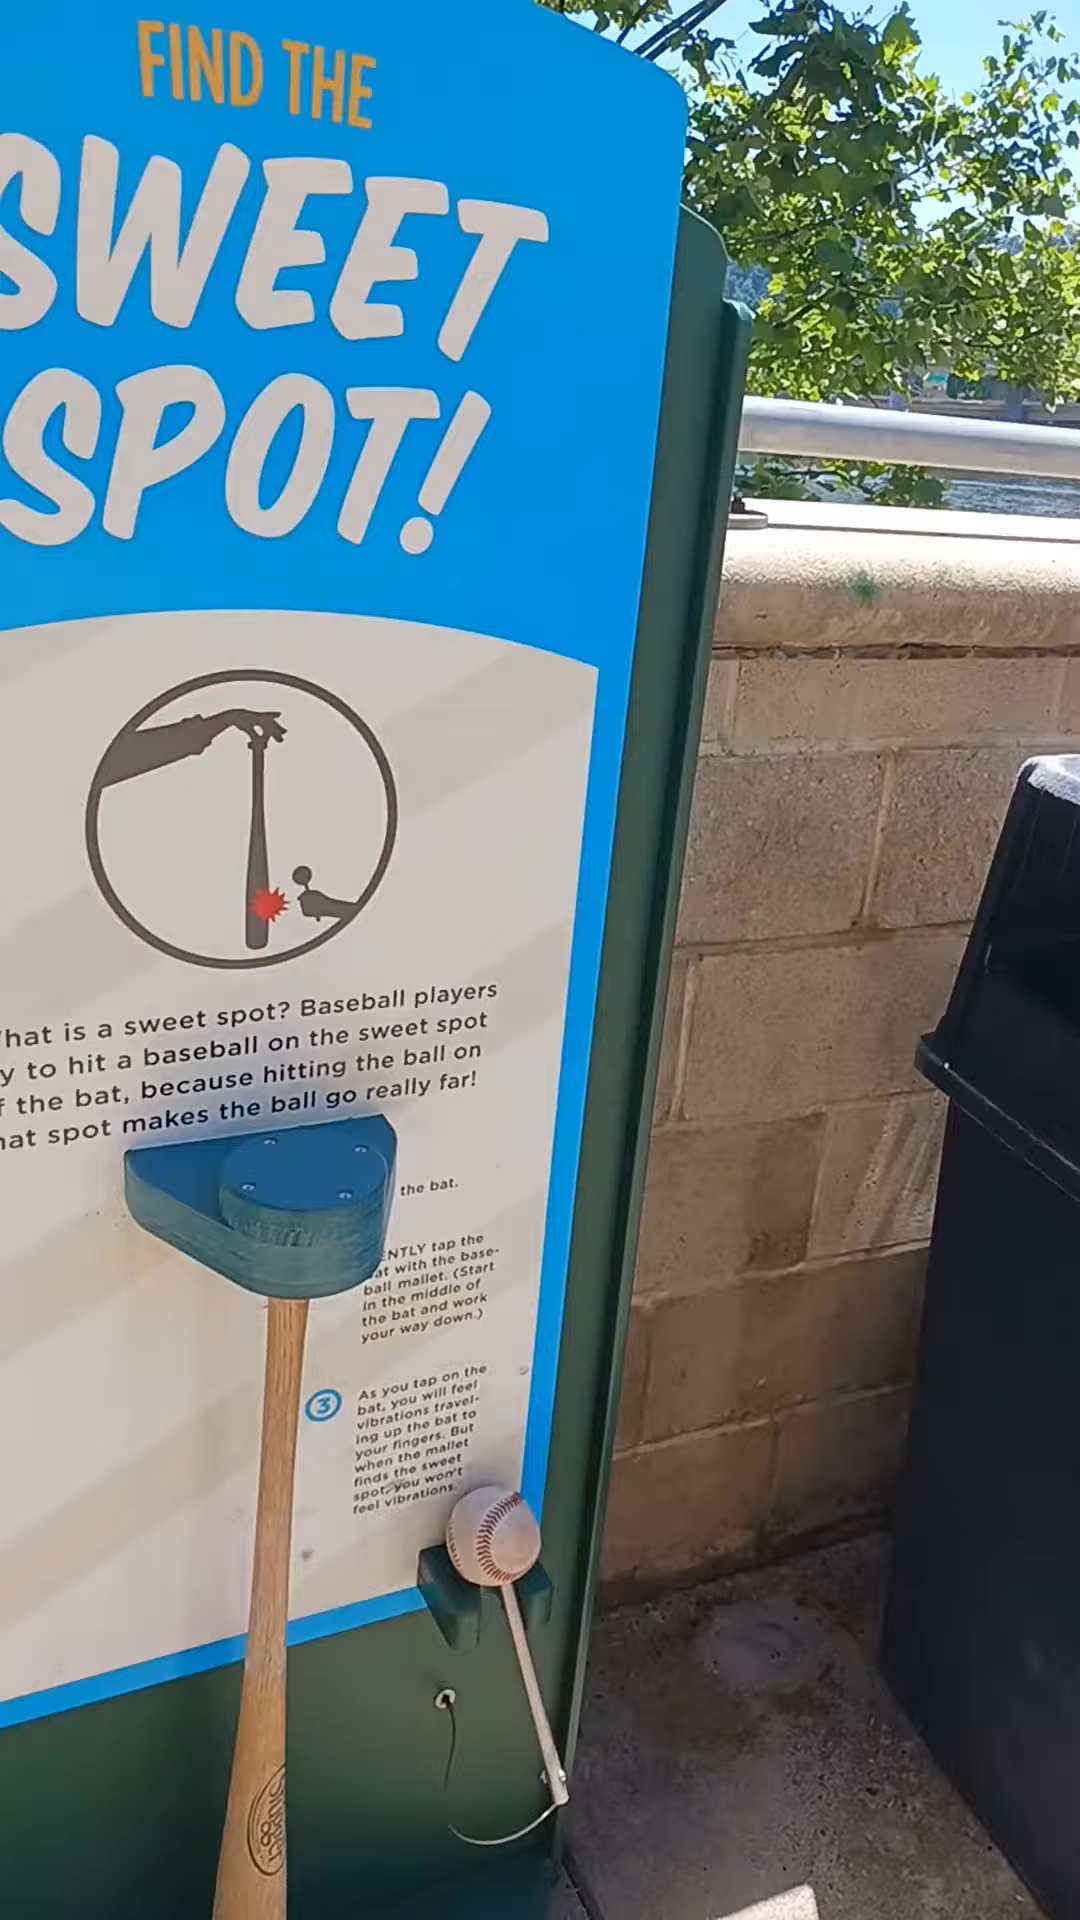 FIND THE
SWEET
SPOT!
hat is a sweet spot? Baseball players
y to hit a baseball on the sweet spot
f the bat, because hitting the ball on
hat spot makes the ball go really far!
the bat.
ENTLY tap the
at with the base-
ball mallet. (Start
in the middle of
the bat and work
your way down.)
3
As you tap on the
bat, you will feel
vibrations travel-
ing up the bat to
your fingers. But
when the mallet
finds the sweet
spot, you won't
feel vibrations.